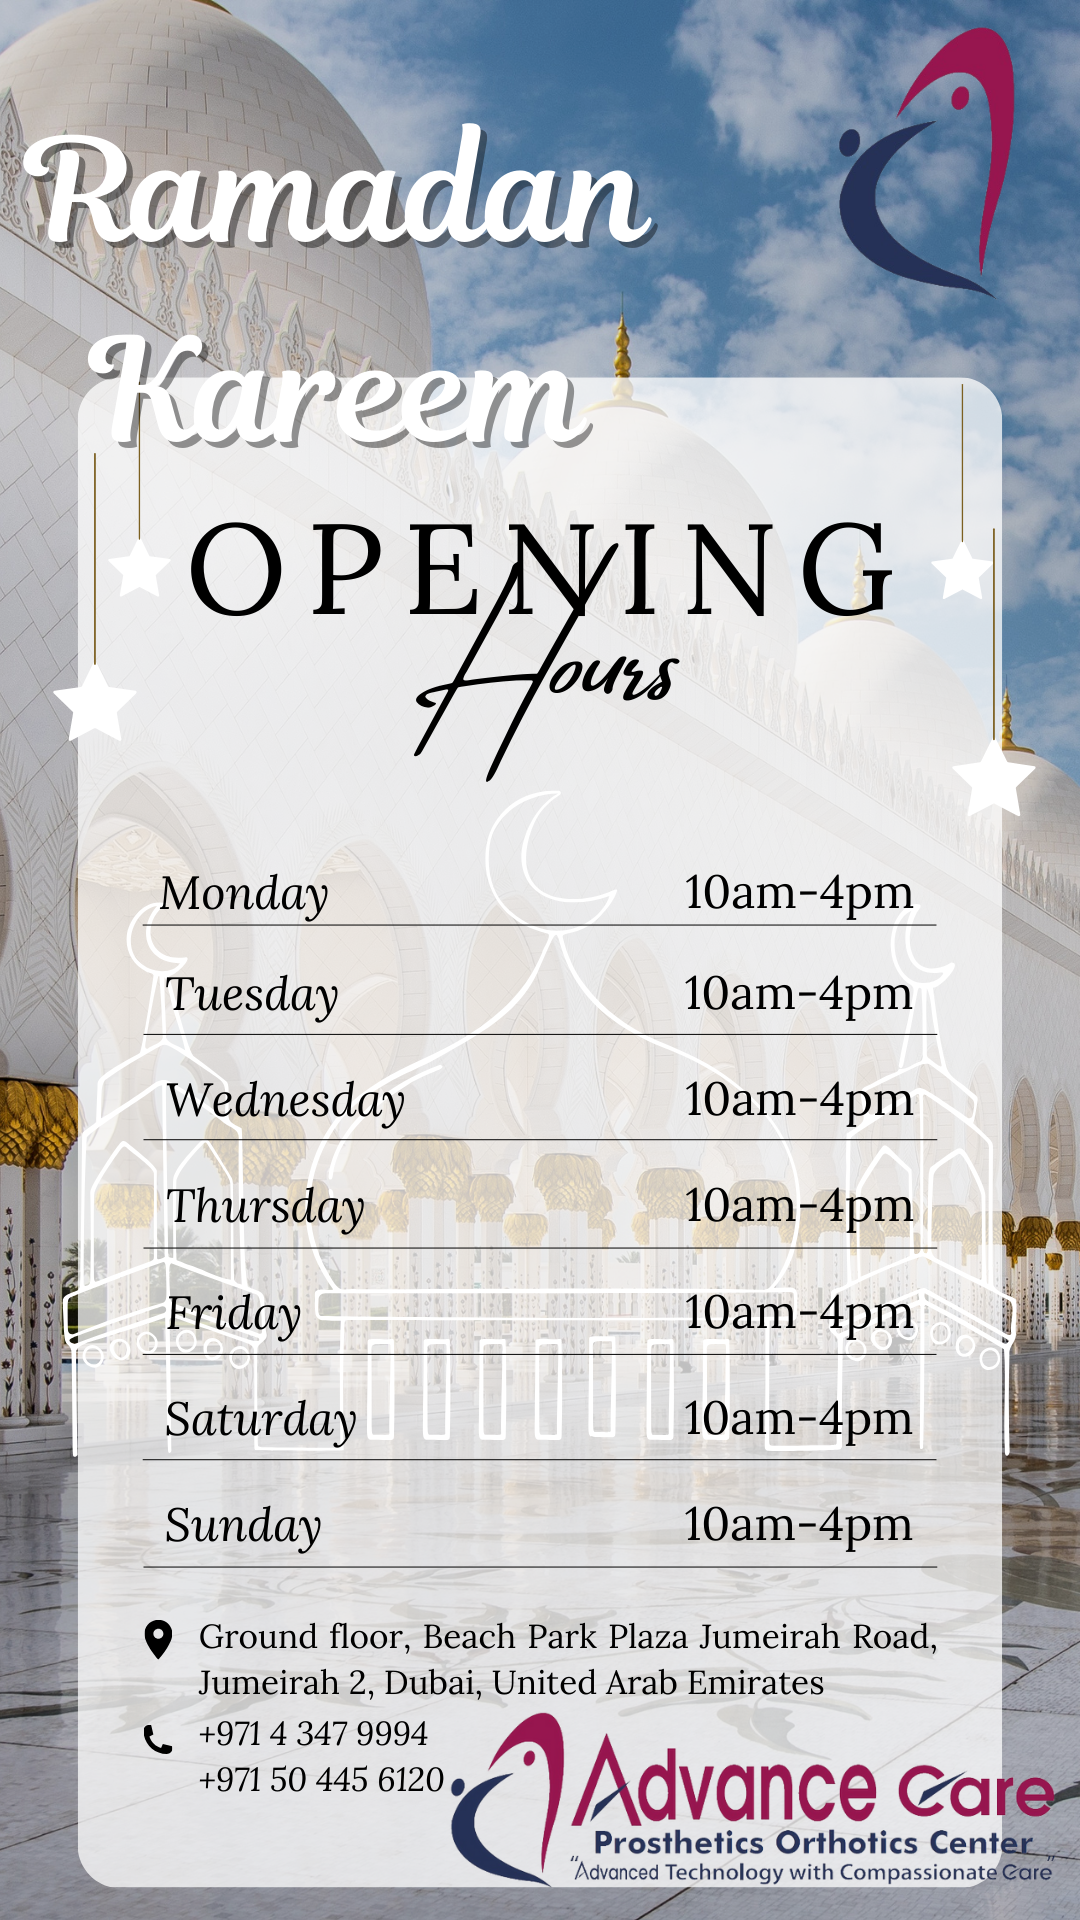 Ramadan
Kareem
OPENING
Hours
Monday 10am-4pm
Tuesday 10am-4pm
Wednesday 10am-4pm
Thursday 10am-4pm
Friday 10am-4pm
Saturday 10am-4pm
Sunday 10am-4pm
Ground floor, Beach Park Plaza Jumeirah Road,
Jumeirah 2, Dubai, United Arab Emirates
+971 4 347 9994
+971 50 445 6120
Advance Care
Prosthetics Orthotics Center
“Advanced Technology with Compassionate Care”